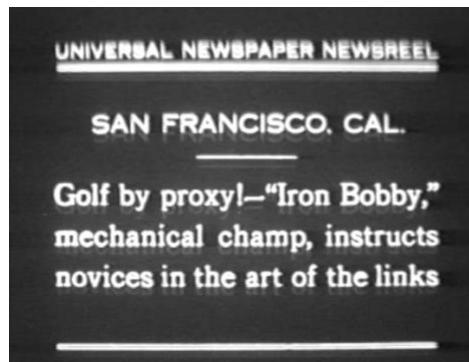 UNIVERSAL NEWSPAPER NEWSREEL
SAN FRANCISCO. CAL.
Golf by proxy!—"Iron Bobby,"
mechanical champ, instructs
novices in the art of the links